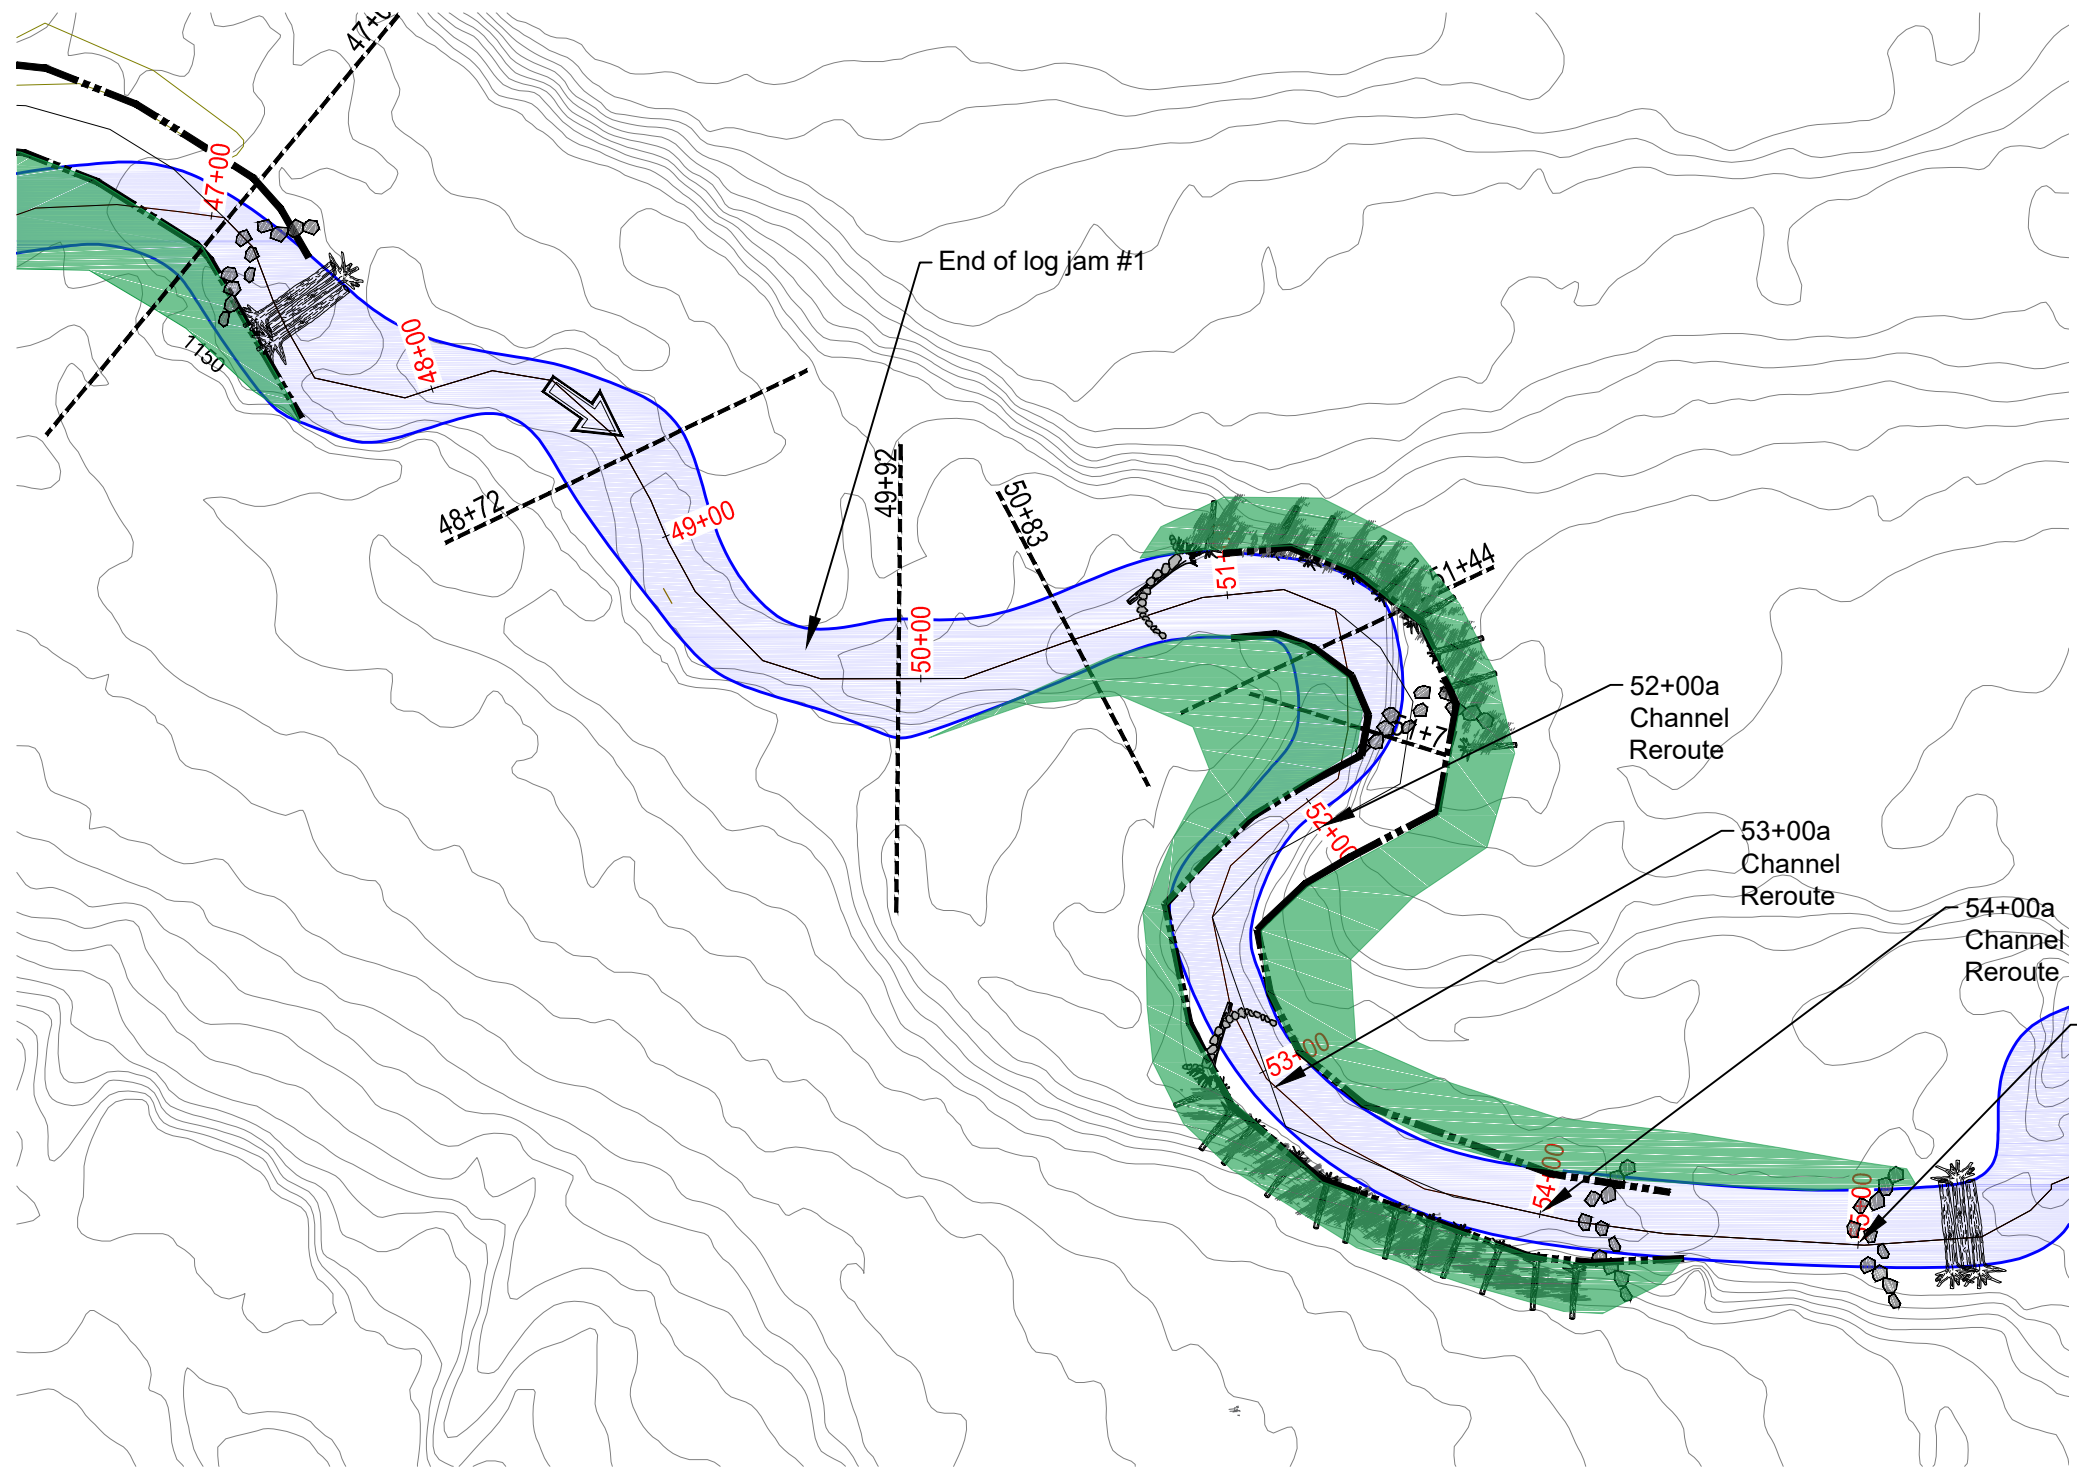 47+00
1150
48+00
End of log jam #1
48+72
49+00
49+92
50+00
50+83
51+44
52+00a
Channel
Reroute
52+00
53+00a
Channel
Reroute
53+00
54+00a
Channel
Reroute
54+00